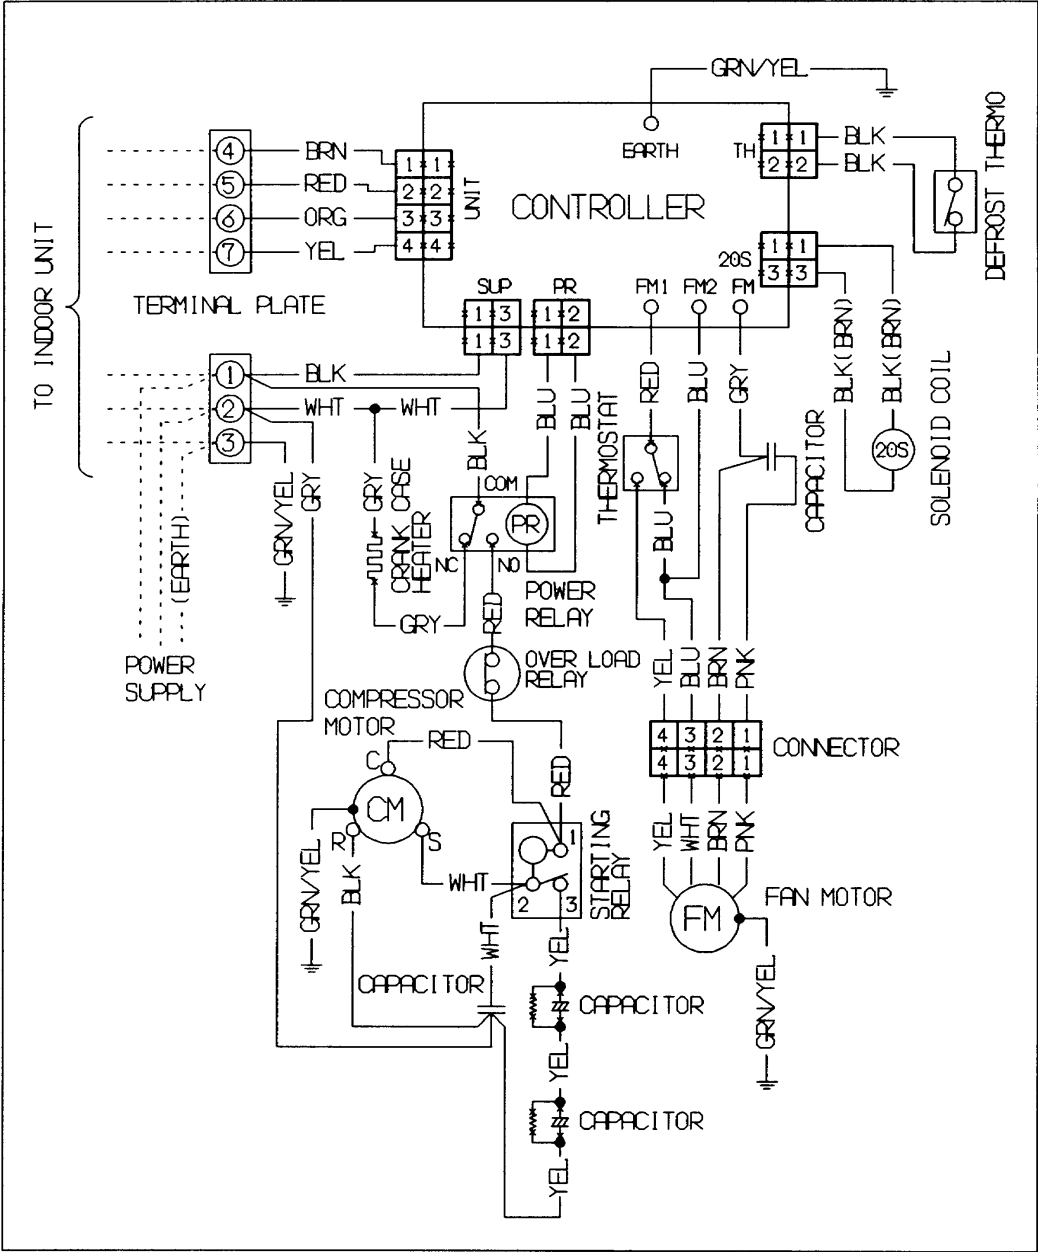 GRN/YEL
EARTH
TH
1 1
2 2
BLK
BLK
DEFROST THERMO
4 BRN
5 RED
6 ORG
7 YEL
1 1
2 2
3 3
4 4
UNIT
CONTROLLER
TO INDOOR UNIT
TERMINAL PLATE
20S
1 1
3 3
SUP
1 3
1 3
PR
1 2
1 2
FM1
FM2
FM
1 BLK
2 WHT WHT
3
BLK
BLU
BLU
RED
BLU
GRY
BLK(BRN)
BLK(BRN)
20S
SOLENOID COIL
CAPACITOR
THERMOSTAT
GRN/YEL
GRY
GRY
CRANK CASE
HEATER
(EARTH)
COM
PR
NC
NO
POWER
RELAY
GRY
RED
BLU
POWER
SUPPLY
OVER LOAD
RELAY
YEL
BLU
BRN
PNK
COMPRESSOR
MOTOR
RED
C
CM
R
S
RED
4 3 2 1
4 3 2 1
CONNECTOR
GRN/YEL
BLK
WHT
1
2
3
STARTING
RELAY
YEL
WHT
BRN
PNK
FM
FAN MOTOR
WHT
YEL
GRN/YEL
CAPACITOR
CAPACITOR
YEL
CAPACITOR
YEL